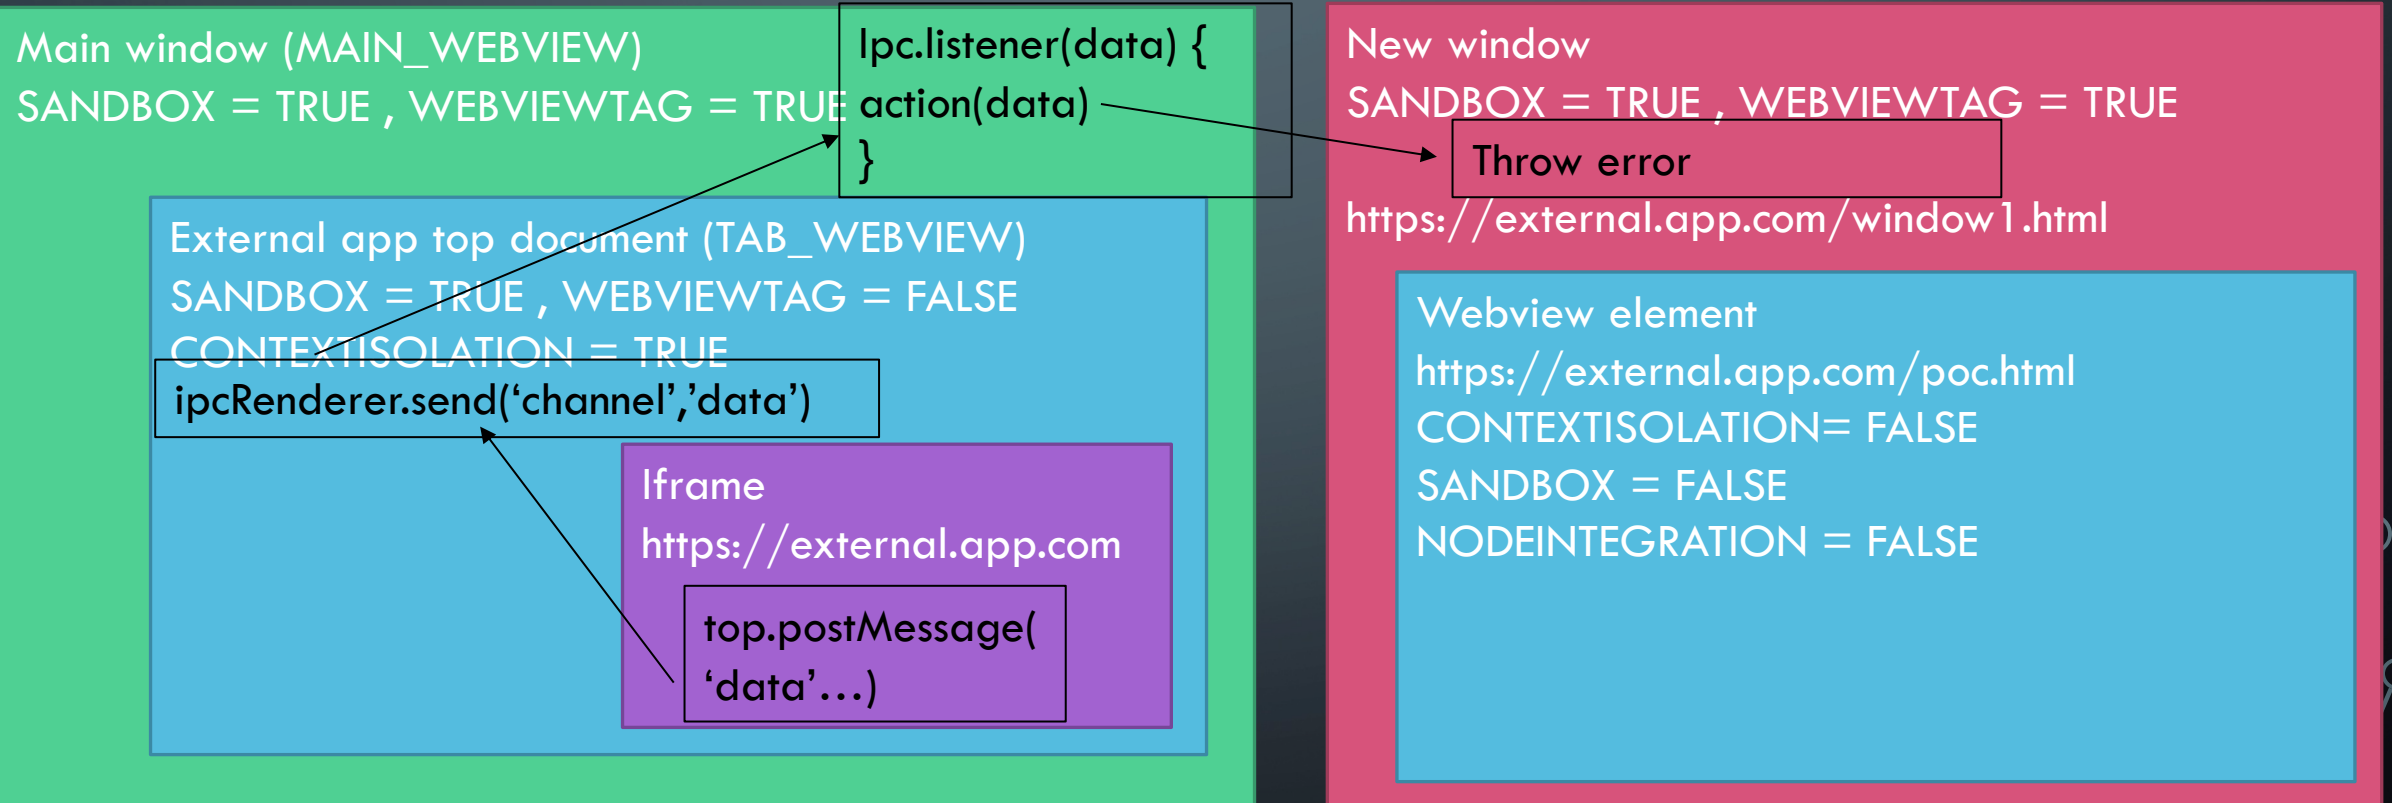 Main window (MAIN_WEBVIEW)
SANDBOX = TRUE , WEBVIEWTAG = TRUE
Ipc.listener(data) {
action(data)
}
External app top document (TAB_WEBVIEW)
SANDBOX = TRUE , WEBVIEWTAG = FALSE
CONTEXTISOLATION = TRUE
ipcRenderer.send(‘channel’,’data’)
Iframe
https://external.app.com
top.postMessage(
‘data’...)
New window
SANDBOX = TRUE , WEBVIEWTAG = TRUE
Throw error
https://external.app.com/window1.html
Webview element
https://external.app.com/poc.html
CONTEXTISOLATION= FALSE
SANDBOX = FALSE
NODEINTEGRATION = FALSE